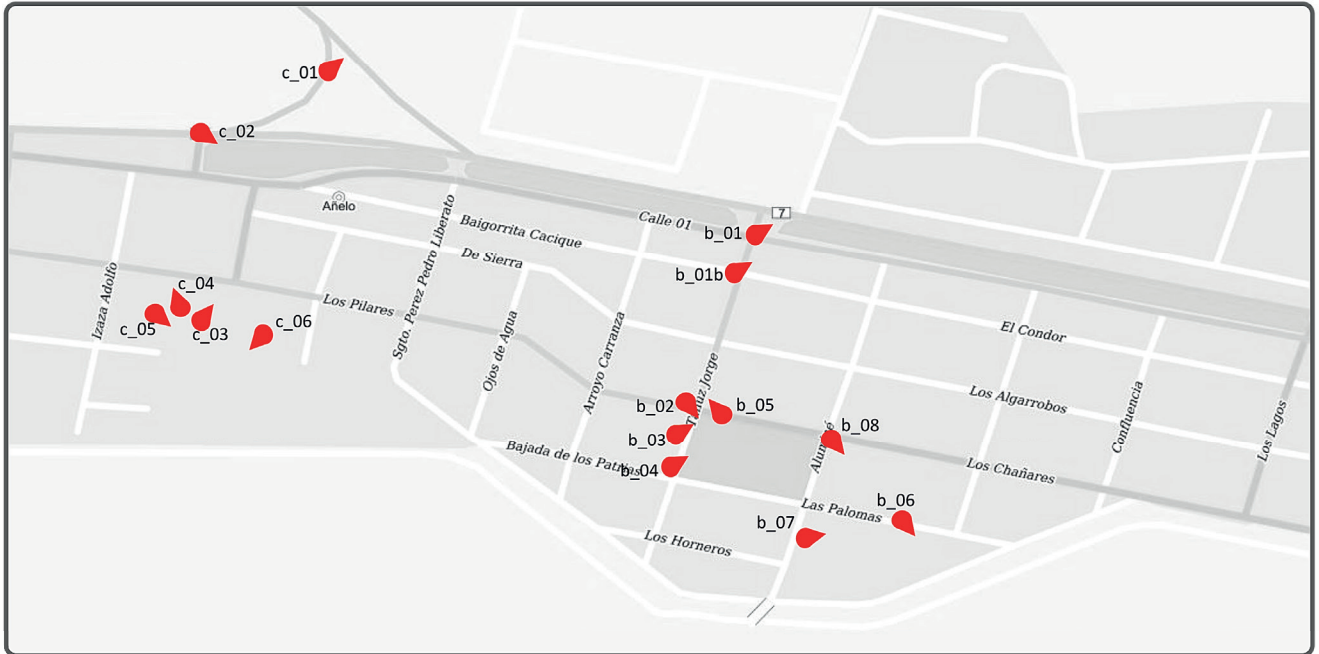 c_01
c_02
Añelo
7
Calle 01
Baigorrita Cacique
De Sierra
b_01
b_01b
Izaza Adolfo
c_04
c_05
c_03
c_06
Los Pilares
Sgto. Perez Pedro Liberato
Ojos de Agua
Arroyo Carranza
El Condor
Los Algarrobos
Confluencia
Los Lagos
Jorge
b_02
b_05
b_03
b_04
b_08
Bajada de los
Los Chañares
Las Palomas
b_06
b_07
Los Horneros